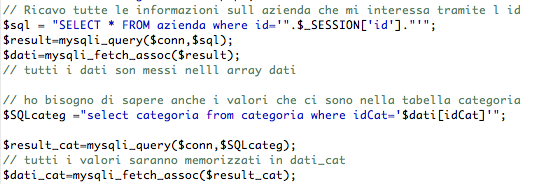 // Ricavo tutte le informazioni sull azienda che mi interessa tramite l id
$sql = "SELECT * FROM azienda where id='".$_SESSION['id']."'";
$result=mysqli_query($conn,$sql);
$dati=mysqli_fetch_assoc($result);
// tutti i dati son messi nelll array dati
// ho bisogno di sapere anche i valori che ci sono nella tabella categoria
$SQLcateg ="select categoria from categoria where idCat='$dati[idCat]'";
$result_cat=mysqli_query($conn,$SQLcateg);
// tutti i valori saranno memorizzati in dati_cat
$dati_cat=mysqli_fetch_assoc($result_cat);